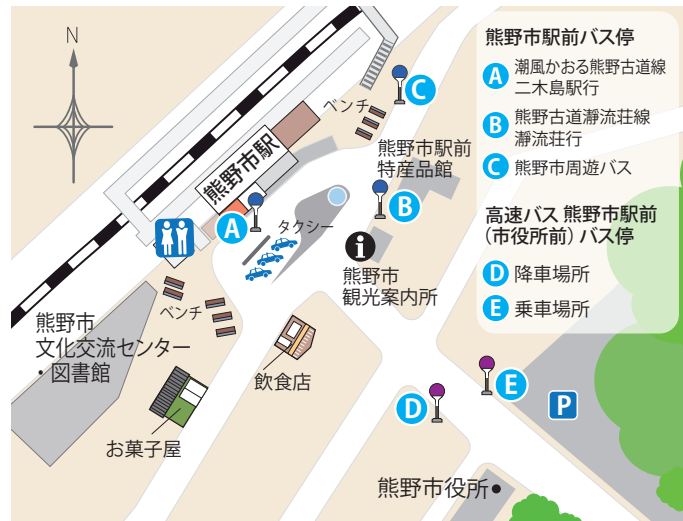 N
熊野市駅前バス停
A 潮風かおる熊野古道線
二木島駅行
B 熊野古道瀞流荘線
瀞流荘行
C 熊野市周遊バス
高速バス 熊野市駅前
(市役所前) バス停
D 降車場所
E 乗車場所
ベンチ
C
熊野市駅
熊野市駅前
特産品館
A
タクシー
B
i
熊野市
観光案内所
ベンチ
熊野市
文化交流センター
・図書館
飲食店
お菓子屋
D
E
P
熊野市役所